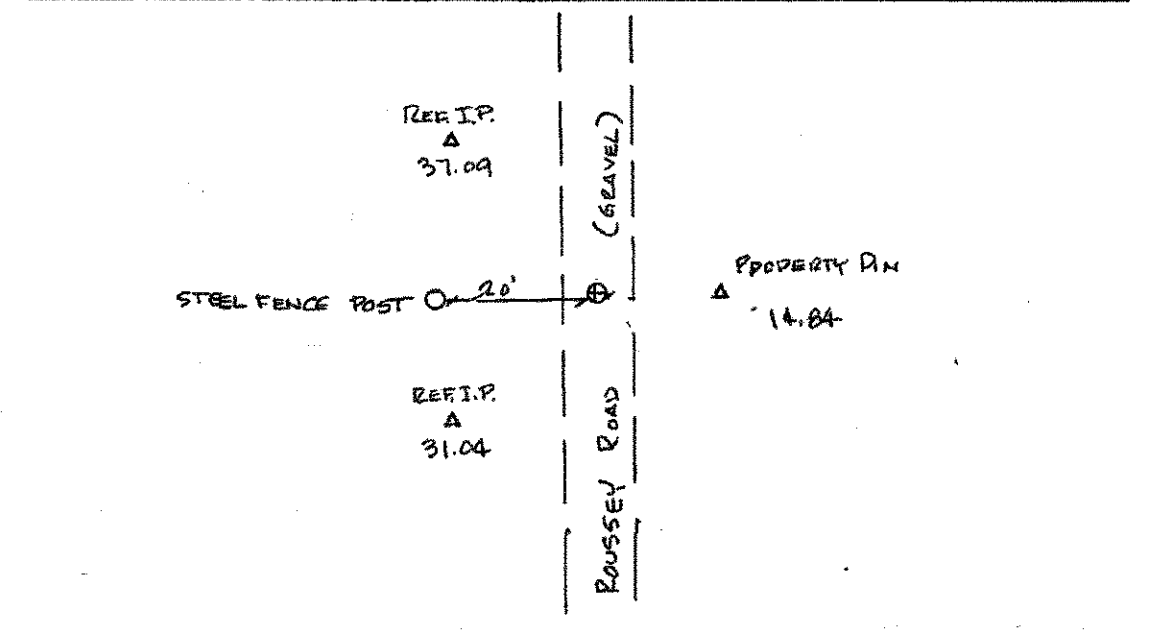 REF. I.P.
37.09
(GRAVEL)
PROPERTY PIN
14.84
STEEL FENCE POST
20'
REF. I.P.
31.04
ROUSSEY ROAD